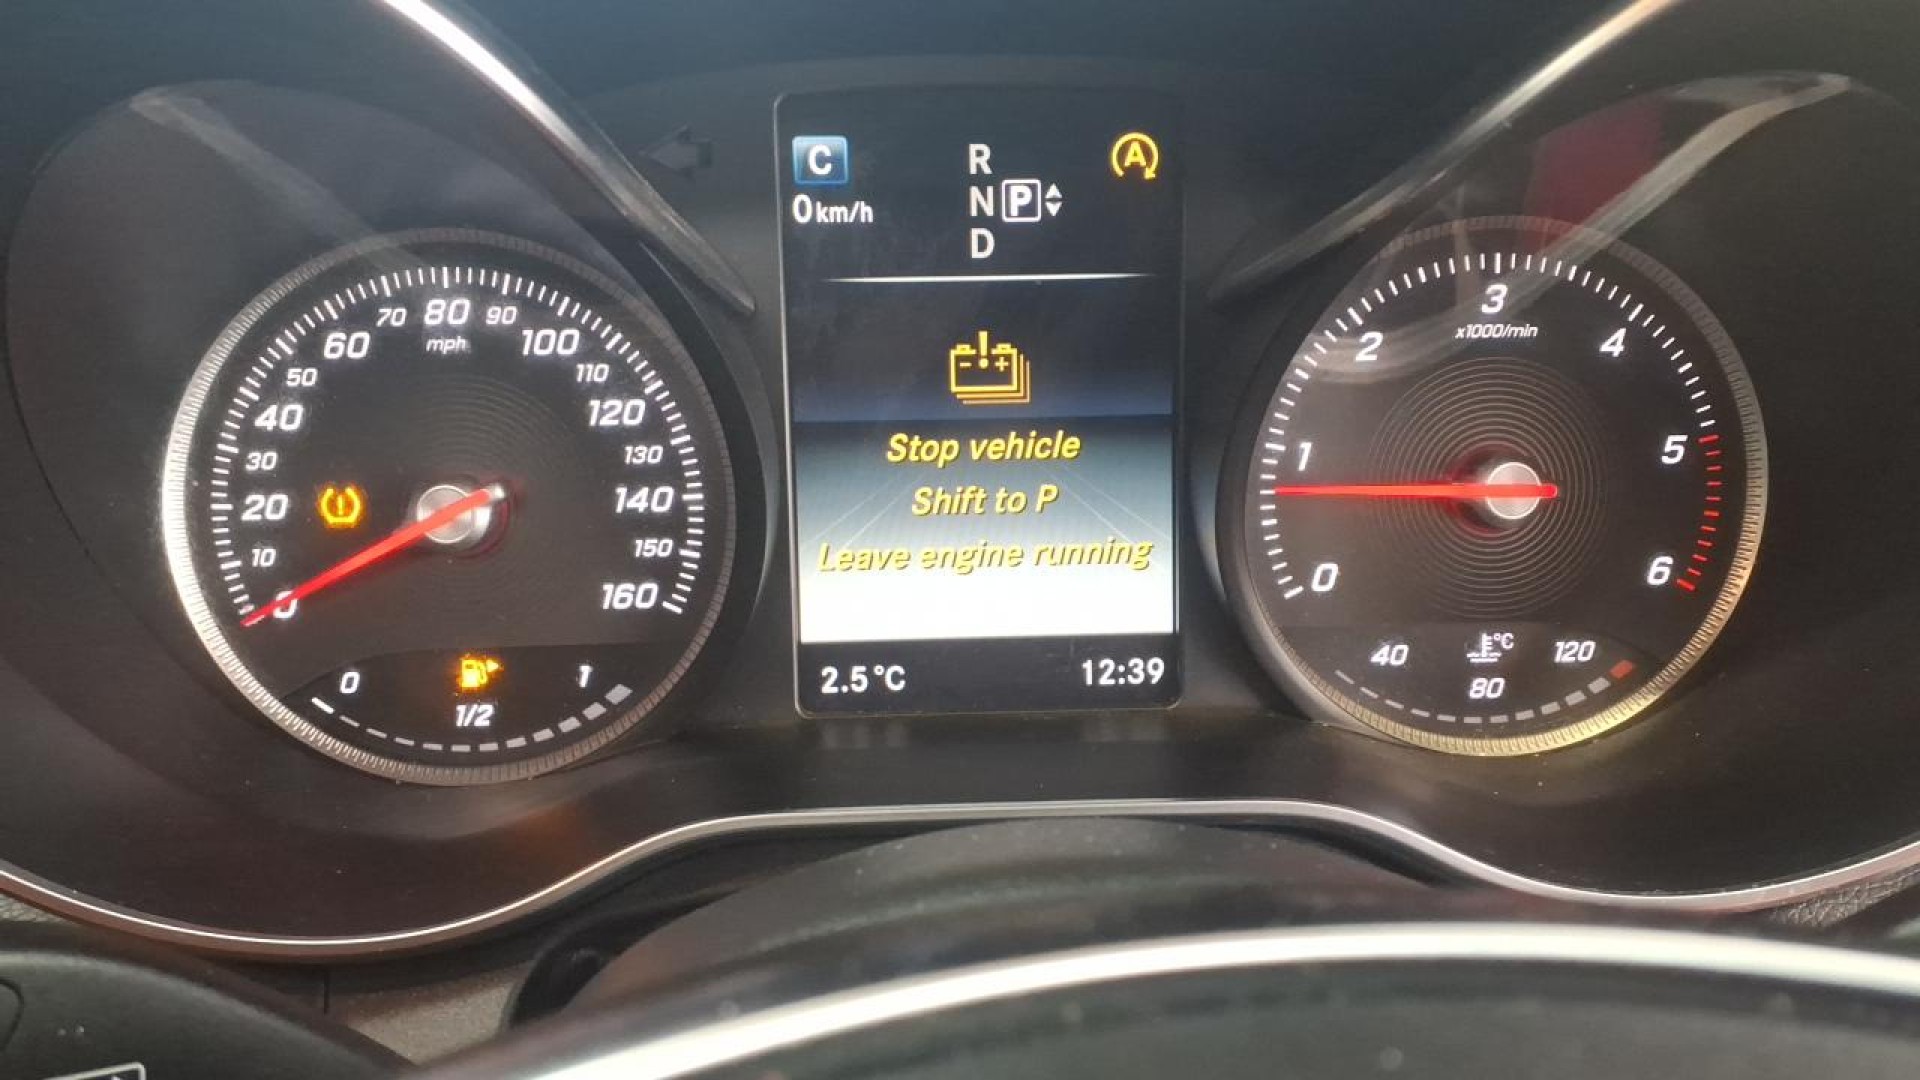 C
R
0 km/h
N P
D
A
Stop vehicle
Shift to P
Leave engine running
2.5 °C
12:39
0
10
20
30
40
50
60
70
80
90
100
110
120
130
140
150
160
mph
0
1/2
1
0
1
2
3
4
5
6
x1000/min
40
80
120
°C